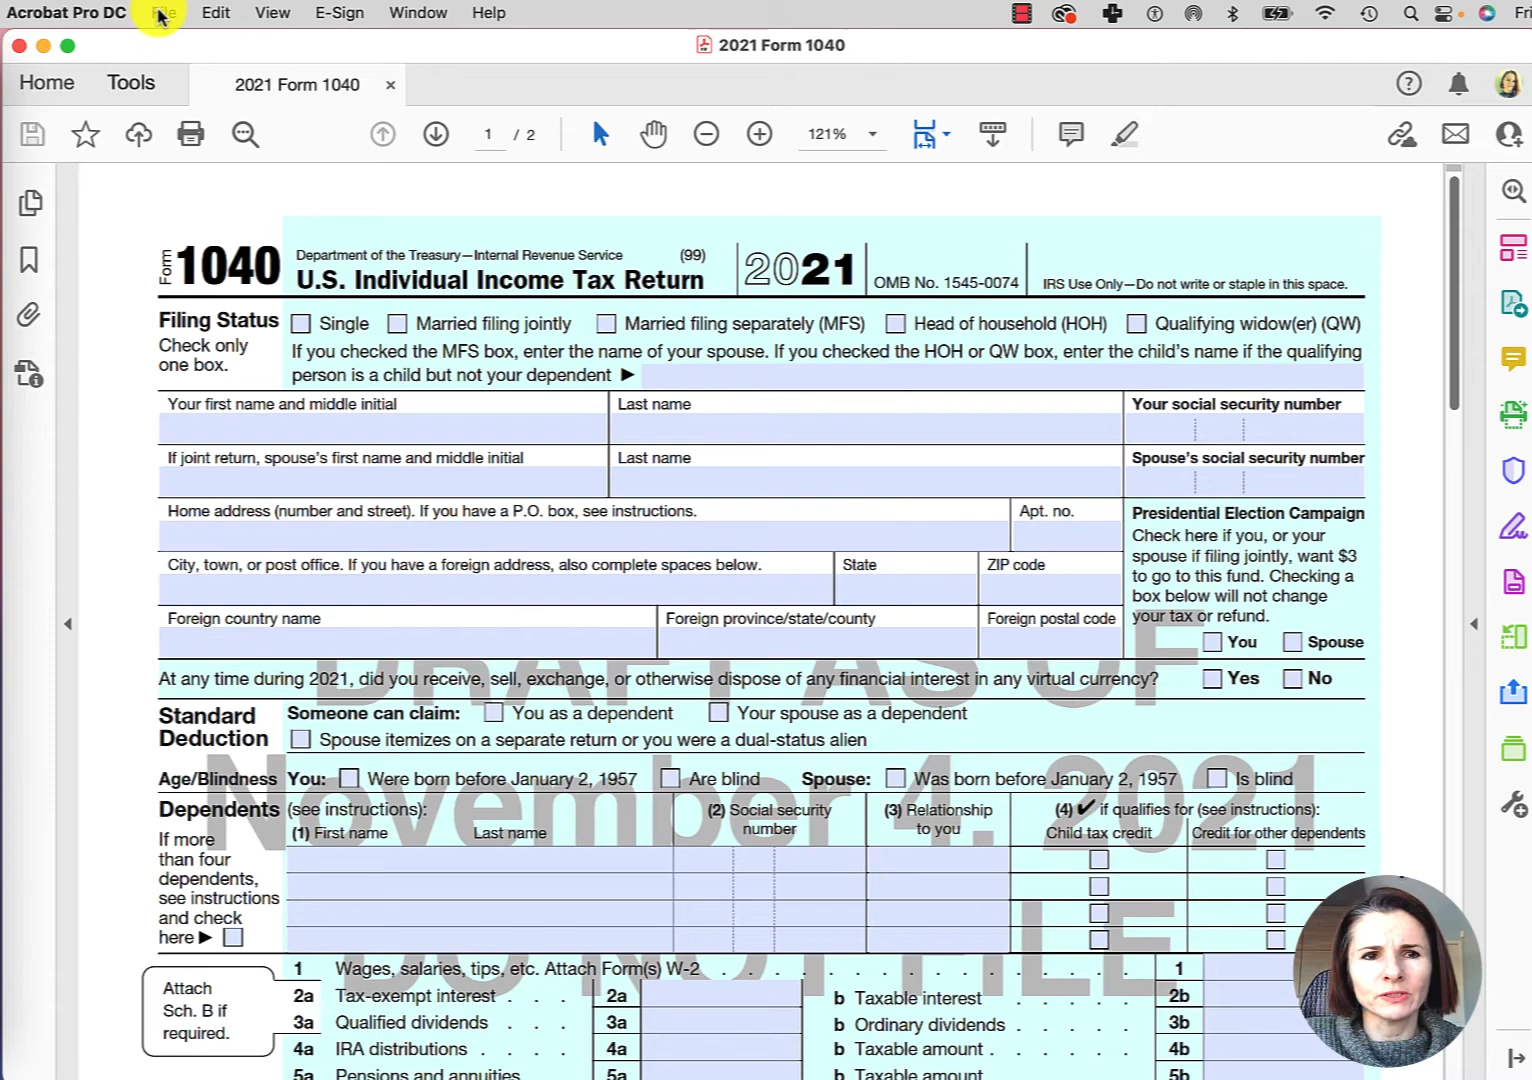 Acrobat Pro DC File Edit View E-Sign Window Help Fri
2021 Form 1040
Home Tools 2021 Form 1040 ×
1 / 2 121%
Form 1040 Department of the Treasury—Internal Revenue Service (99)
U.S. Individual Income Tax Return 2021 OMB No. 1545-0074 IRS Use Only—Do not write or staple in this space.
Filing Status Single Married filing jointly Married filing separately (MFS) Head of household (HOH) Qualifying widow(er) (QW)
Check only
one box.
If you checked the MFS box, enter the name of your spouse. If you checked the HOH or QW box, enter the child’s name if the qualifying
person is a child but not your dependent ▶
Your first name and middle initial Last name Your social security number
If joint return, spouse’s first name and middle initial Last name Spouse’s social security number
Home address (number and street). If you have a P.O. box, see instructions. Apt. no.
City, town, or post office. If you have a foreign address, also complete spaces below. State ZIP code
Foreign country name Foreign province/state/county Foreign postal code
Presidential Election Campaign
Check here if you, or your
spouse if filing jointly, want $3
to go to this fund. Checking a
box below will not change
your tax or refund.
You Spouse
DRAFT AS OF
At any time during 2021, did you receive, sell, exchange, or otherwise dispose of any financial interest in any virtual currency? Yes No
Standard
Deduction
Someone can claim: You as a dependent Your spouse as a dependent
Spouse itemizes on a separate return or you were a dual-status alien
November 4, 2021
Age/Blindness You: Were born before January 2, 1957 Are blind Spouse: Was born before January 2, 1957 Is blind
Dependents (see instructions):
(1) First name Last name
(2) Social security
number
(3) Relationship
to you
(4) ✔ if qualifies for (see instructions):
Child tax credit Credit for other dependents
If more
than four
dependents,
see instructions
and check
here ▶
DO NOT FILE
Attach
Sch. B if
required.
1 Wages, salaries, tips, etc. Attach Form(s) W-2 . . . . . . . . . . . . . . . . 1
2a Tax-exempt interest . . . 2a b Taxable interest . . . . . 2b
3a Qualified dividends . . . 3a b Ordinary dividends . . . . . 3b
4a IRA distributions . . . . 4a b Taxable amount . . . . . . 4b
5a Pensions and annuities 5a b Taxable amount 5b